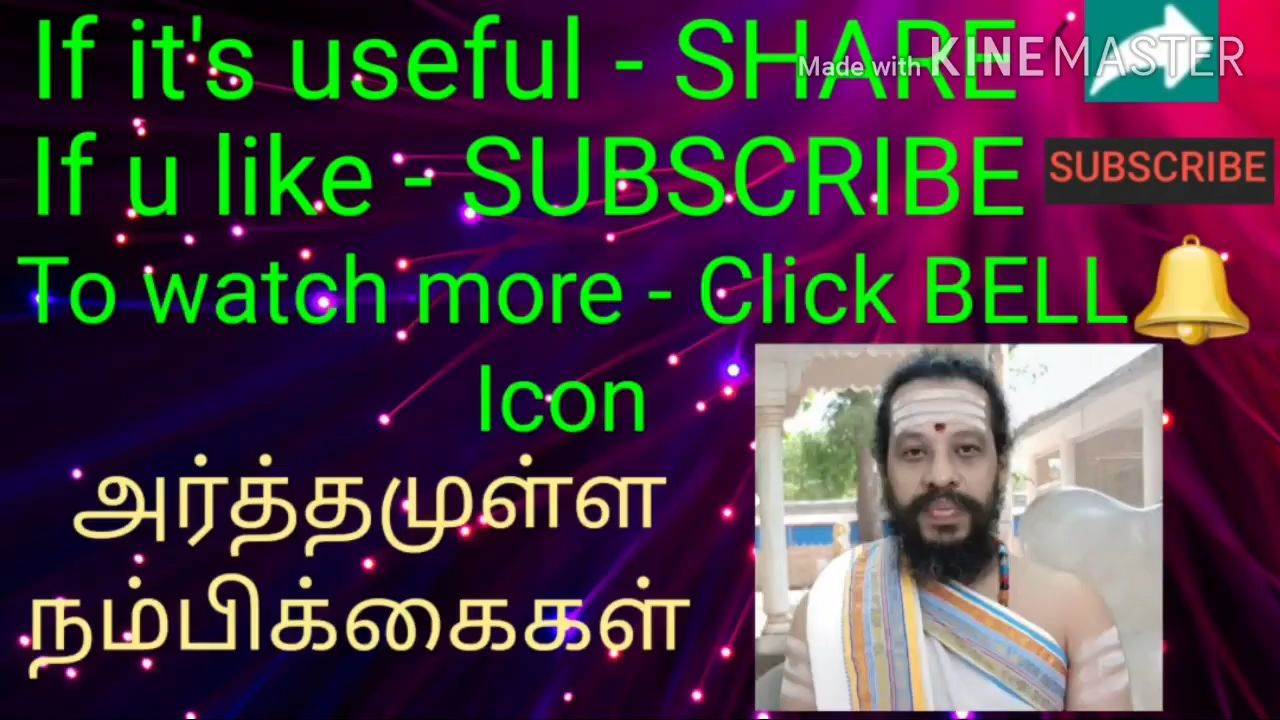 If it's useful - SHARE
Made with KINEMASTER
If u like - SUBSCRIBE
SUBSCRIBE
To watch more - Click BELL
Icon
அர்த்தமுள்ள
நம்பிக்கைகள்